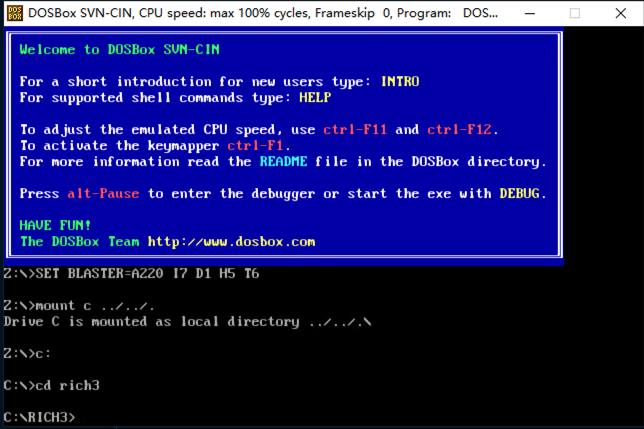 DOSBox SVN-CIN, CPU speed: max 100% cycles, Frameskip 0, Program: DOS...
Welcome to DOSBox SVN-CIN
For a short introduction for new users type: INTRO
For supported shell commands type: HELP
To adjust the emulated CPU speed, use ctrl-F11 and ctrl-F12.
To activate the keymapper ctrl-F1.
For more information read the README file in the DOSBox directory.
Press alt-Pause to enter the debugger or start the exe with DEBUG.
HAVE FUN!
The DOSBox Team http://www.dosbox.com
Z:\>SET BLASTER=A220 I7 D1 H5 T6
Z:\>mount c ../../.
Drive C is mounted as local directory ../../.\
Z:\>c:
C:\>cd rich3
C:\RICH3>